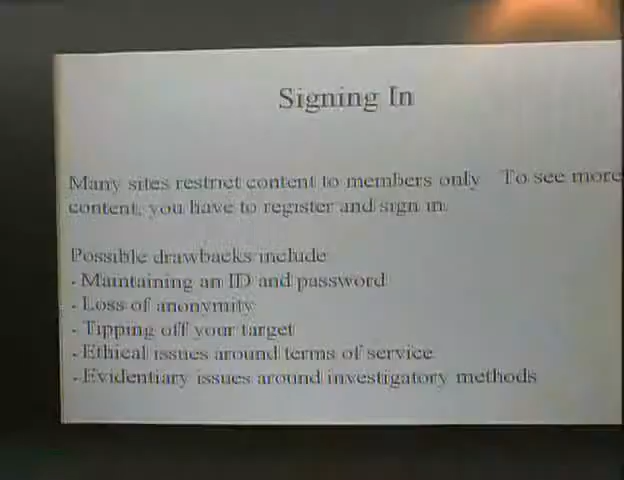 Signing In
Many sites restrict content to members only To see more
content, you have to register and sign in.
Possible drawbacks include
- Maintaining an ID and password
- Loss of anonymity
- Tipping off your target
- Ethical issues around terms of service
- Evidentiary issues around investigatory methods